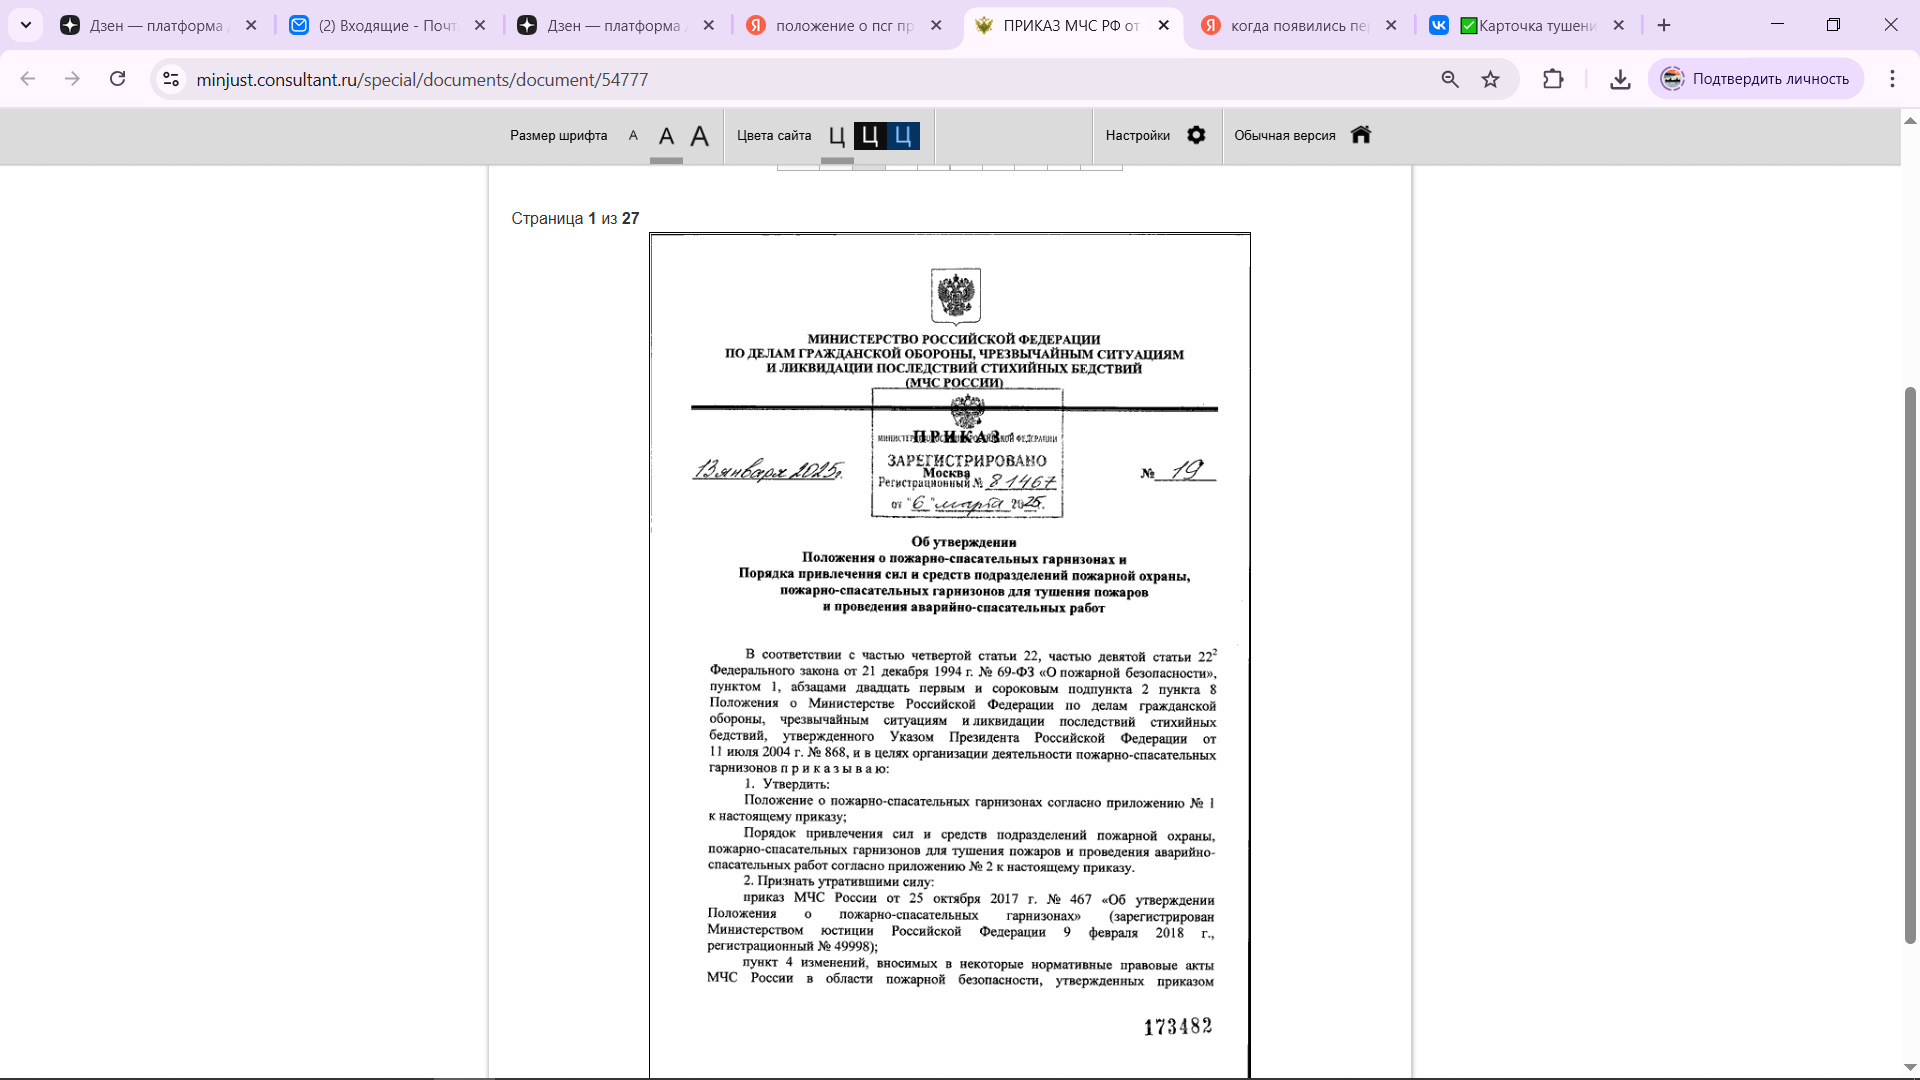 Дзен — платформа д
(2) Входящие - Почт
Дзен — платформа д
положение о псг пр
ПРИКАЗ МЧС РФ от
когда появились пе
✅Карточка тушени
minjust.consultant.ru/special/documents/document/54777
Подтвердить личность
Размер шрифта А А А
Цвета сайта Ц Ц Ц
Настройки
Обычная версия
Страница 1 из 27
МИНИСТЕРСТВО РОССИЙСКОЙ ФЕДЕРАЦИИ
ПО ДЕЛАМ ГРАЖДАНСКОЙ ОБОРОНЫ, ЧРЕЗВЫЧАЙНЫМ СИТУАЦИЯМ
И ЛИКВИДАЦИИ ПОСЛЕДСТВИЙ СТИХИЙНЫХ БЕДСТВИЙ
(МЧС РОССИИ)
ПРИКАЗ
МИНИСТЕРСТВО ЮСТИЦИИ РОССИЙСКОЙ ФЕДЕРАЦИИ
ЗАРЕГИСТРИРОВАНО
13 января 2025г.
Москва
№ 19
Регистрационный № 81467
от "6" марта 2025г.
Об утверждении
Положения о пожарно-спасательных гарнизонах и
Порядка привлечения сил и средств подразделений пожарной охраны,
пожарно-спасательных гарнизонов для тушения пожаров
и проведения аварийно-спасательных работ
В соответствии с частью четвертой статьи 22, частью девятой статьи 22²
Федерального закона от 21 декабря 1994 г. № 69-ФЗ «О пожарной безопасности»,
пунктом 1, абзацами двадцать первым и сороковым подпункта 2 пункта 8
Положения о Министерстве Российской Федерации по делам гражданской
обороны, чрезвычайным ситуациям и ликвидации последствий стихийных
бедствий, утвержденного Указом Президента Российской Федерации от
11 июля 2004 г. № 868, и в целях организации деятельности пожарно-спасательных
гарнизонов п р и к а з ы в а ю:
1. Утвердить:
Положение о пожарно-спасательных гарнизонах согласно приложению № 1
к настоящему приказу;
Порядок привлечения сил и средств подразделений пожарной охраны,
пожарно-спасательных гарнизонов для тушения пожаров и проведения аварийно-
спасательных работ согласно приложению № 2 к настоящему приказу.
2. Признать утратившими силу:
приказ МЧС России от 25 октября 2017 г. № 467 «Об утверждении
Положения о пожарно-спасательных гарнизонах» (зарегистрирован
Министерством юстиции Российской Федерации 9 февраля 2018 г.,
регистрационный № 49998);
пункт 4 изменений, вносимых в некоторые нормативные правовые акты
МЧС России в области пожарной безопасности, утвержденных приказом
173482